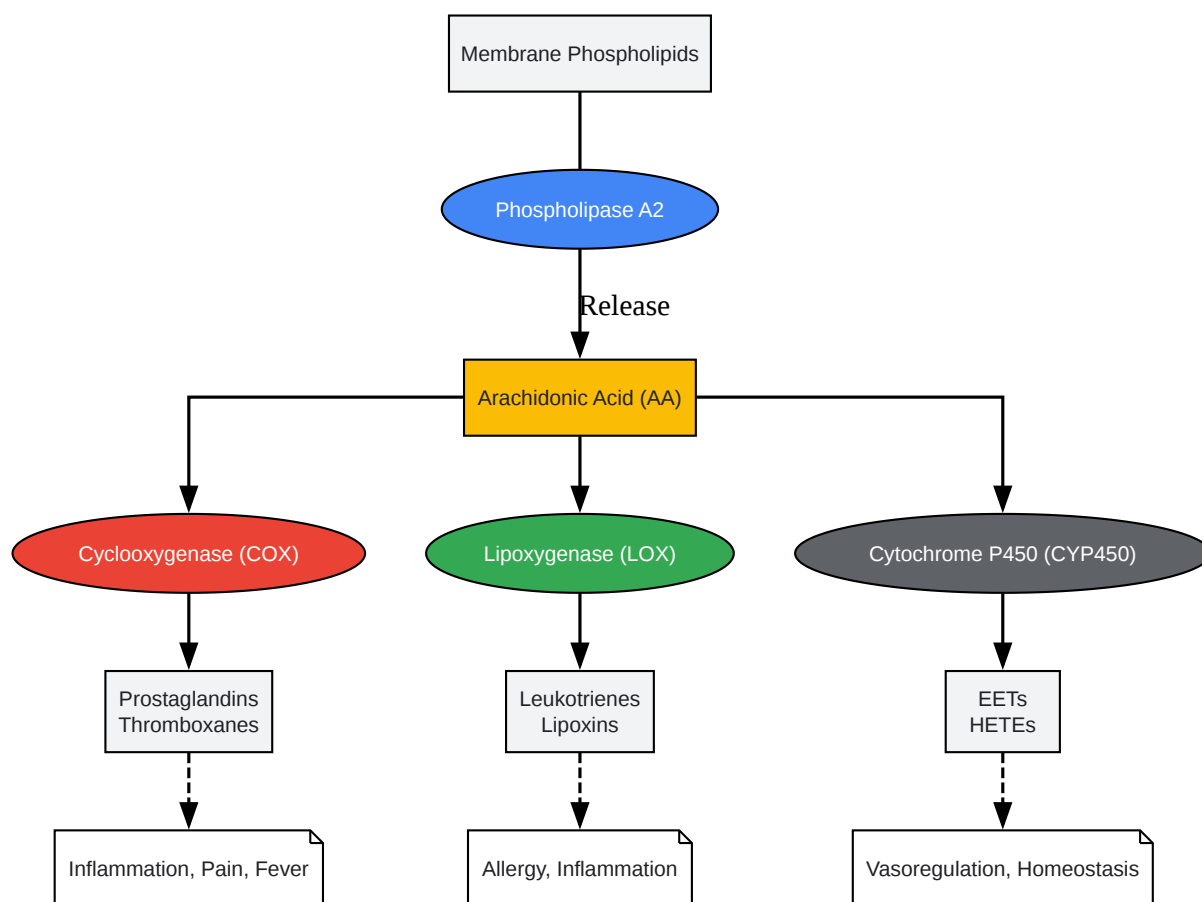 Membrane Phospholipids
Phospholipase A2
Release
Arachidonic Acid (AA)
Cyclooxygenase (COX)
Lipoxygenase (LOX)
Cytochrome P450 (CYP450)
Prostaglandins
Thromboxanes
Leukotrienes
Lipoxins
EETs
HETEs
Inflammation, Pain, Fever
Allergy, Inflammation
Vasoregulation, Homeostasis